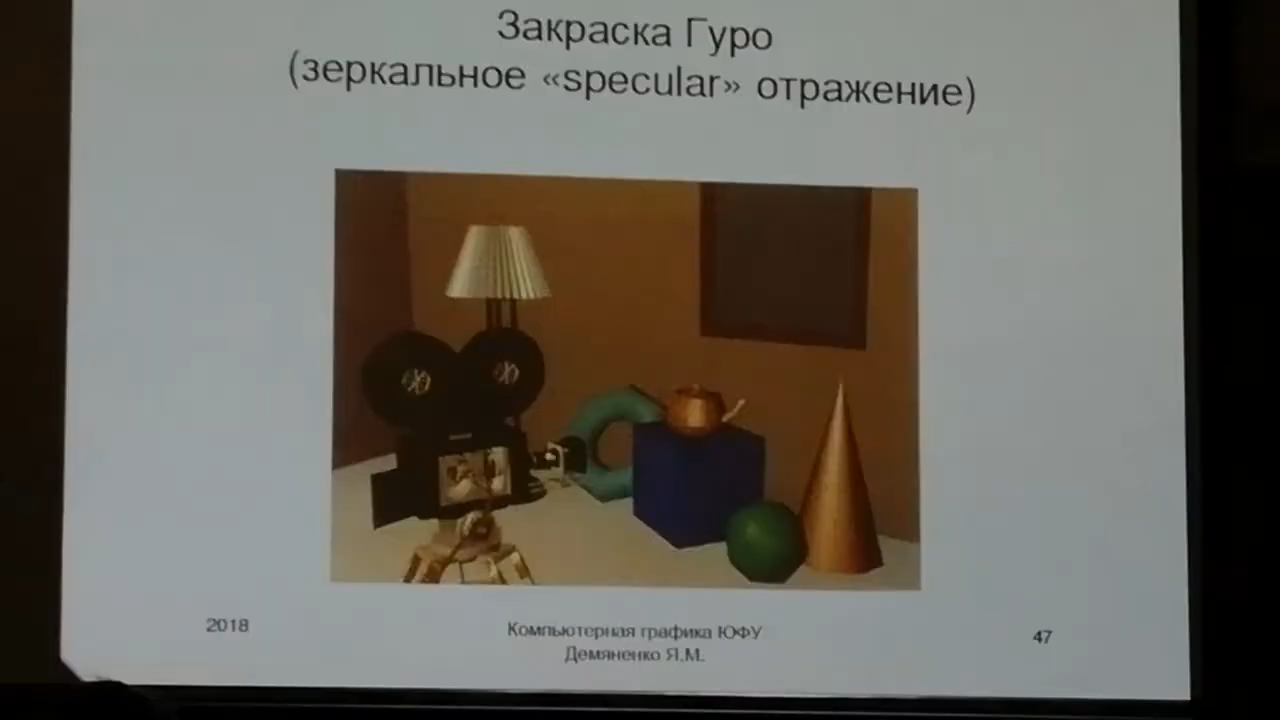 Закраска Гуро
(зеркальное «specular» отражение)
2018
Компьютерная графика ЮФУ
Демяненко Я.М.
47